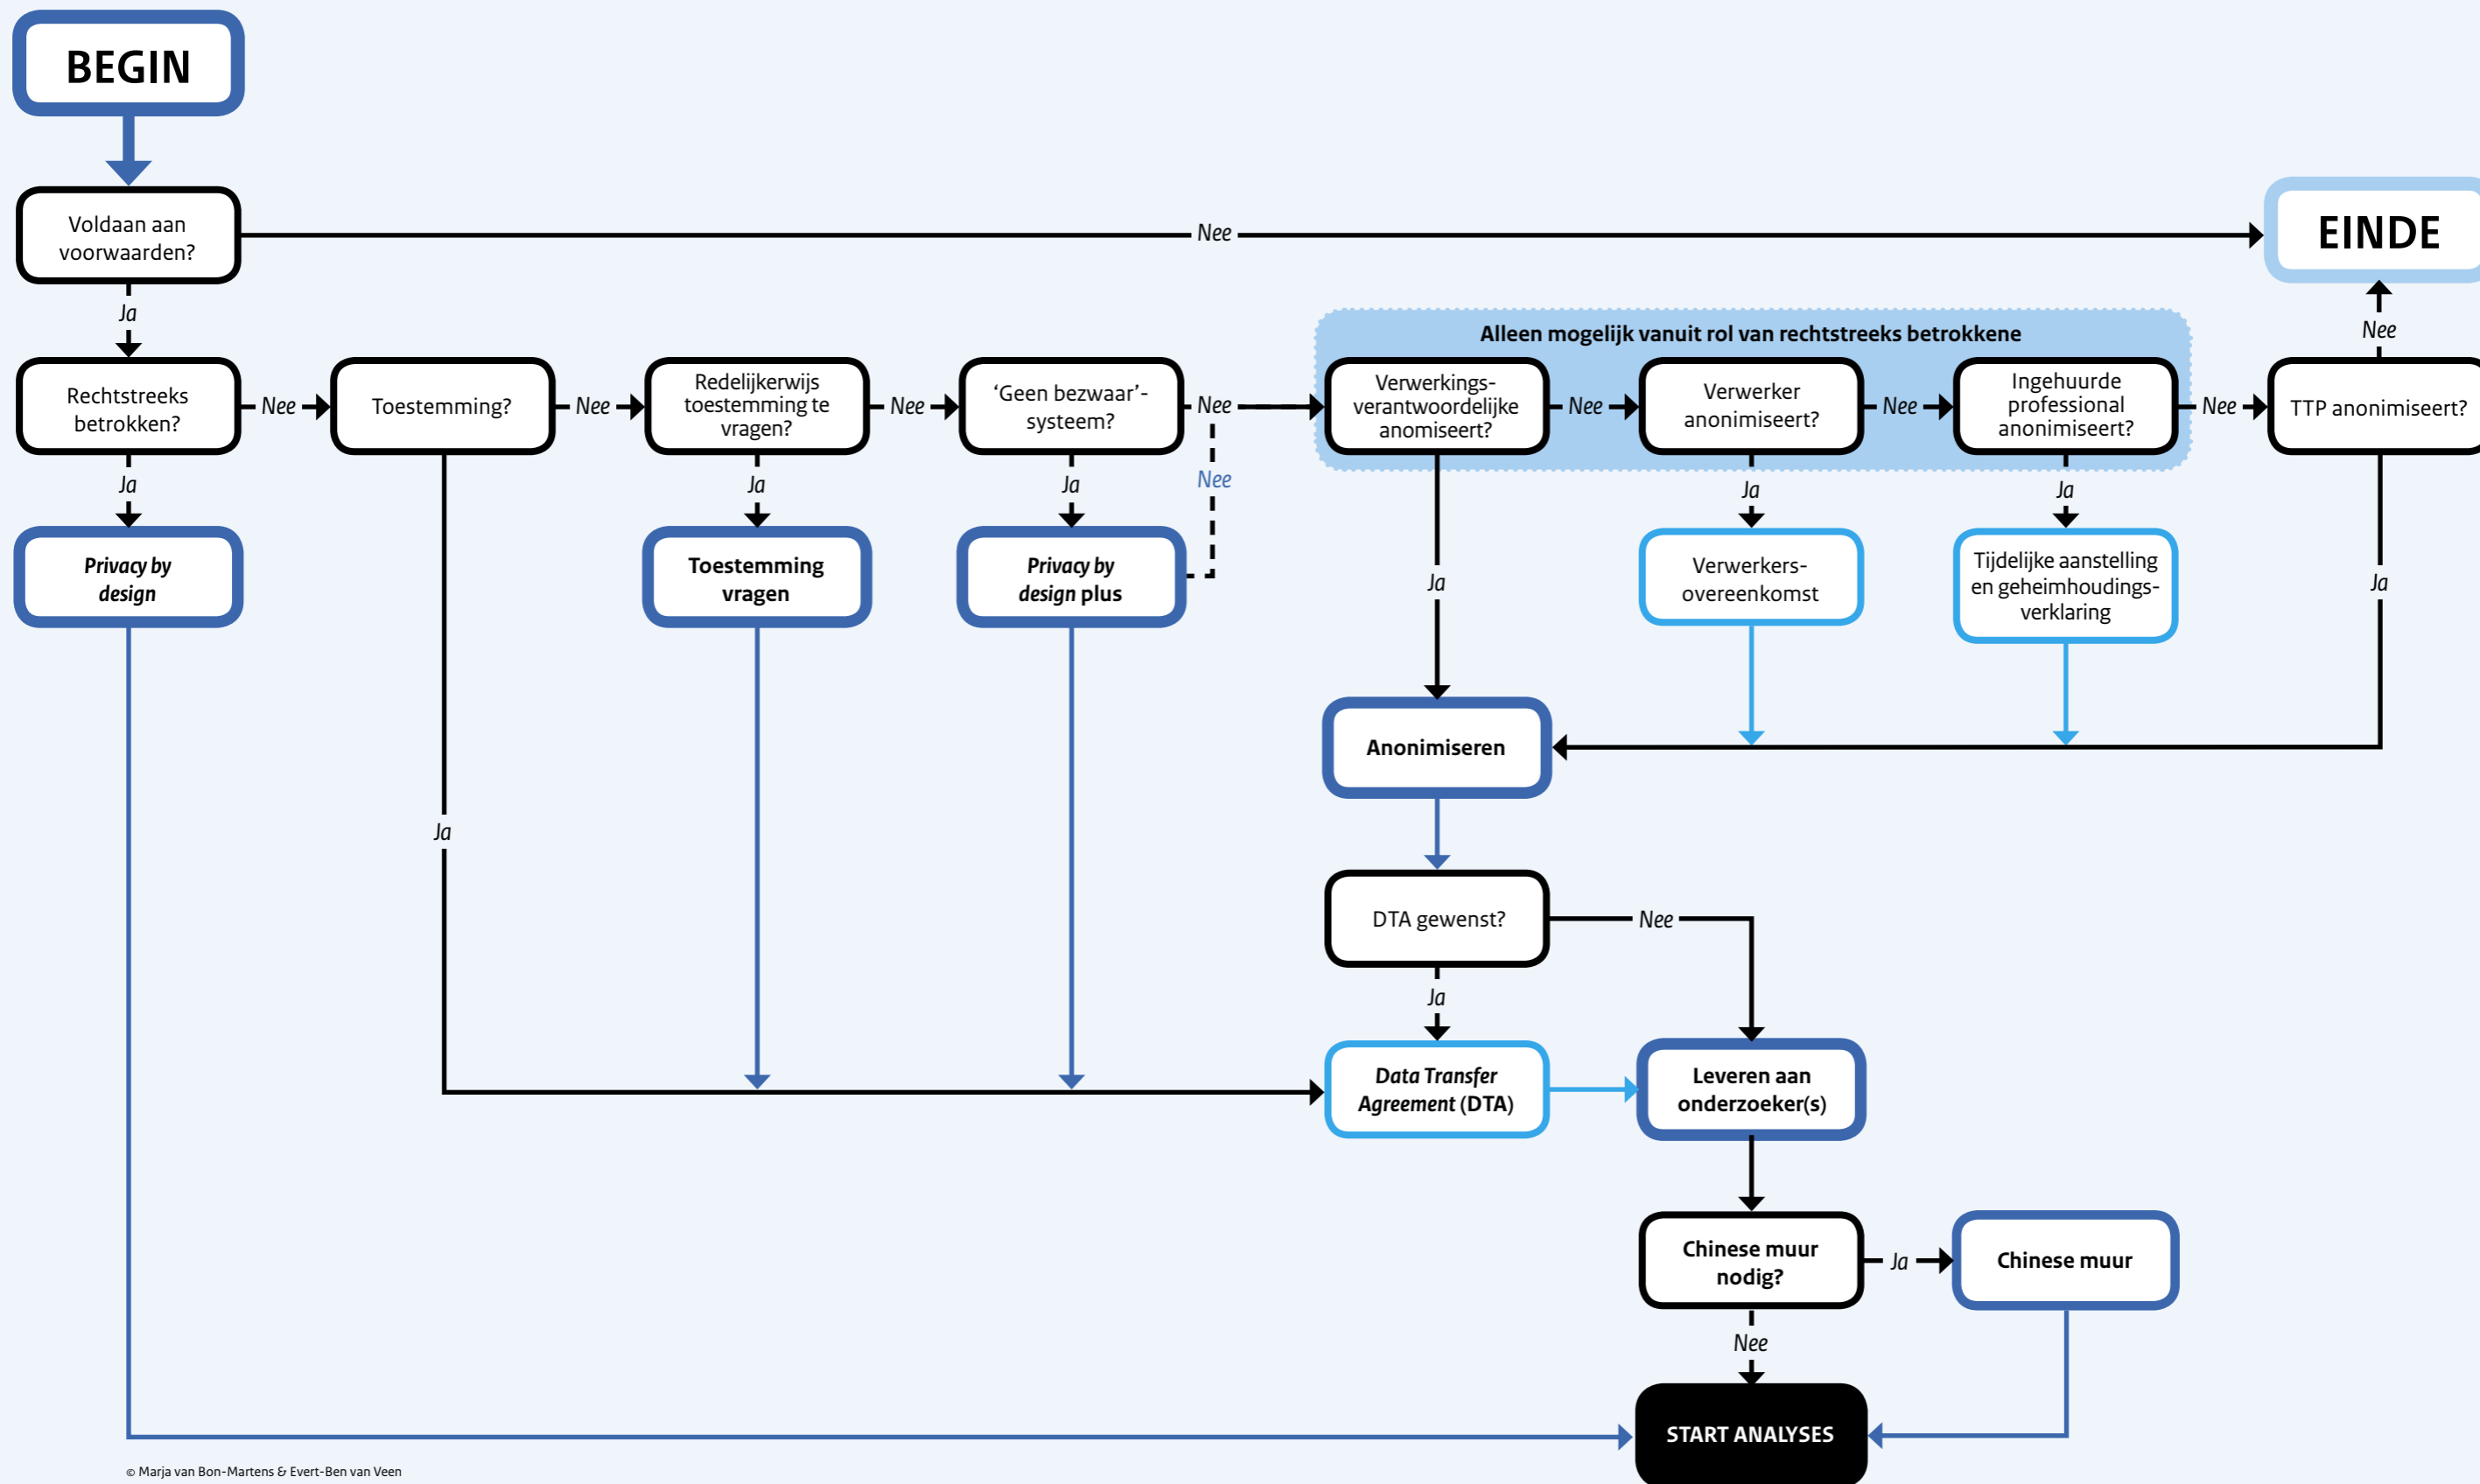 BEGIN
Voldaan aan
voorwaarden?
Nee
EINDE
Ja
Nee
Alleen mogelijk vanuit rol van rechtstreeks betrokkene
Rechtstreeks
betrokken?
Nee
Toestemming?
Nee
Redelijkerwijs
toestemming te
vragen?
Nee
‘Geen bezwaar’-
systeem?
Nee
Verwerkings-
verantwoordelijke
anomiseert?
Nee
Verwerker
anonimiseert?
Nee
Ingehuurde
professional
anonimiseert?
Nee
TTP anonimiseert?
Ja
Ja
Ja
Nee
Ja
Ja
Privacy by
design
Toestemming
vragen
Privacy by
design plus
Ja
Verwerkers-
overeenkomst
Tijdelijke aanstelling
en geheimhoudings-
verklaring
Ja
Anonimiseren
Ja
DTA gewenst?
Nee
Ja
Data Transfer
Agreement (DTA)
Leveren aan
onderzoeker(s)
Chinese muur
nodig?
Ja
Chinese muur
Nee
START ANALYSES
© Marja van Bon-Martens & Evert-Ben van Veen